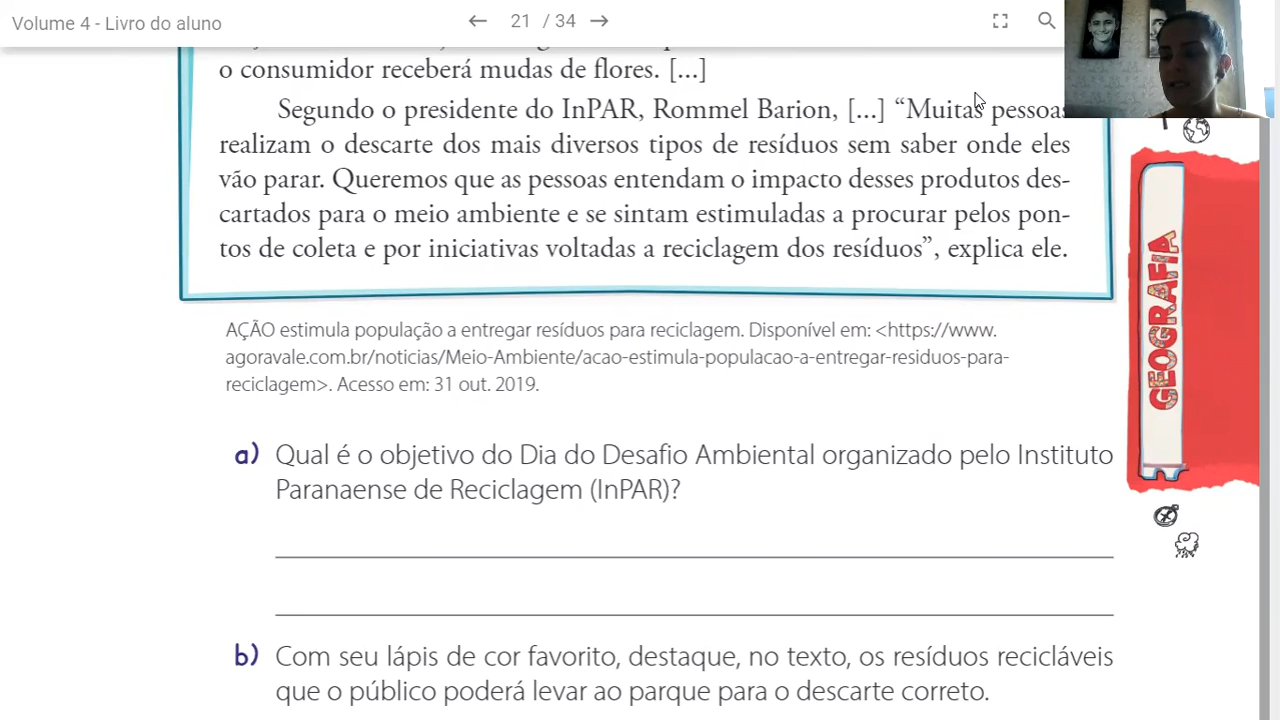 Volume 4 - Livro do aluno
21 / 34
o consumidor receberá mudas de flores. [...]
Segundo o presidente do InPAR, Rommel Barion, [...] “Muitas pessoas
realizam o descarte dos mais diversos tipos de resíduos sem saber onde eles
vão parar. Queremos que as pessoas entendam o impacto desses produtos des-
cartados para o meio ambiente e se sintam estimuladas a procurar pelos pon-
tos de coleta e por iniciativas voltadas a reciclagem dos resíduos”, explica ele.
AÇÃO estimula população a entregar resíduos para reciclagem. Disponível em: <https://www.
agoravale.com.br/noticias/Meio-Ambiente/acao-estimula-populacao-a-entregar-residuos-para-
reciclagem>. Acesso em: 31 out. 2019.
GEOGRAFIA
a) Qual é o objetivo do Dia do Desafio Ambiental organizado pelo Instituto
Paranaense de Reciclagem (InPAR)?
b) Com seu lápis de cor favorito, destaque, no texto, os resíduos recicláveis
que o público poderá levar ao parque para o descarte correto.